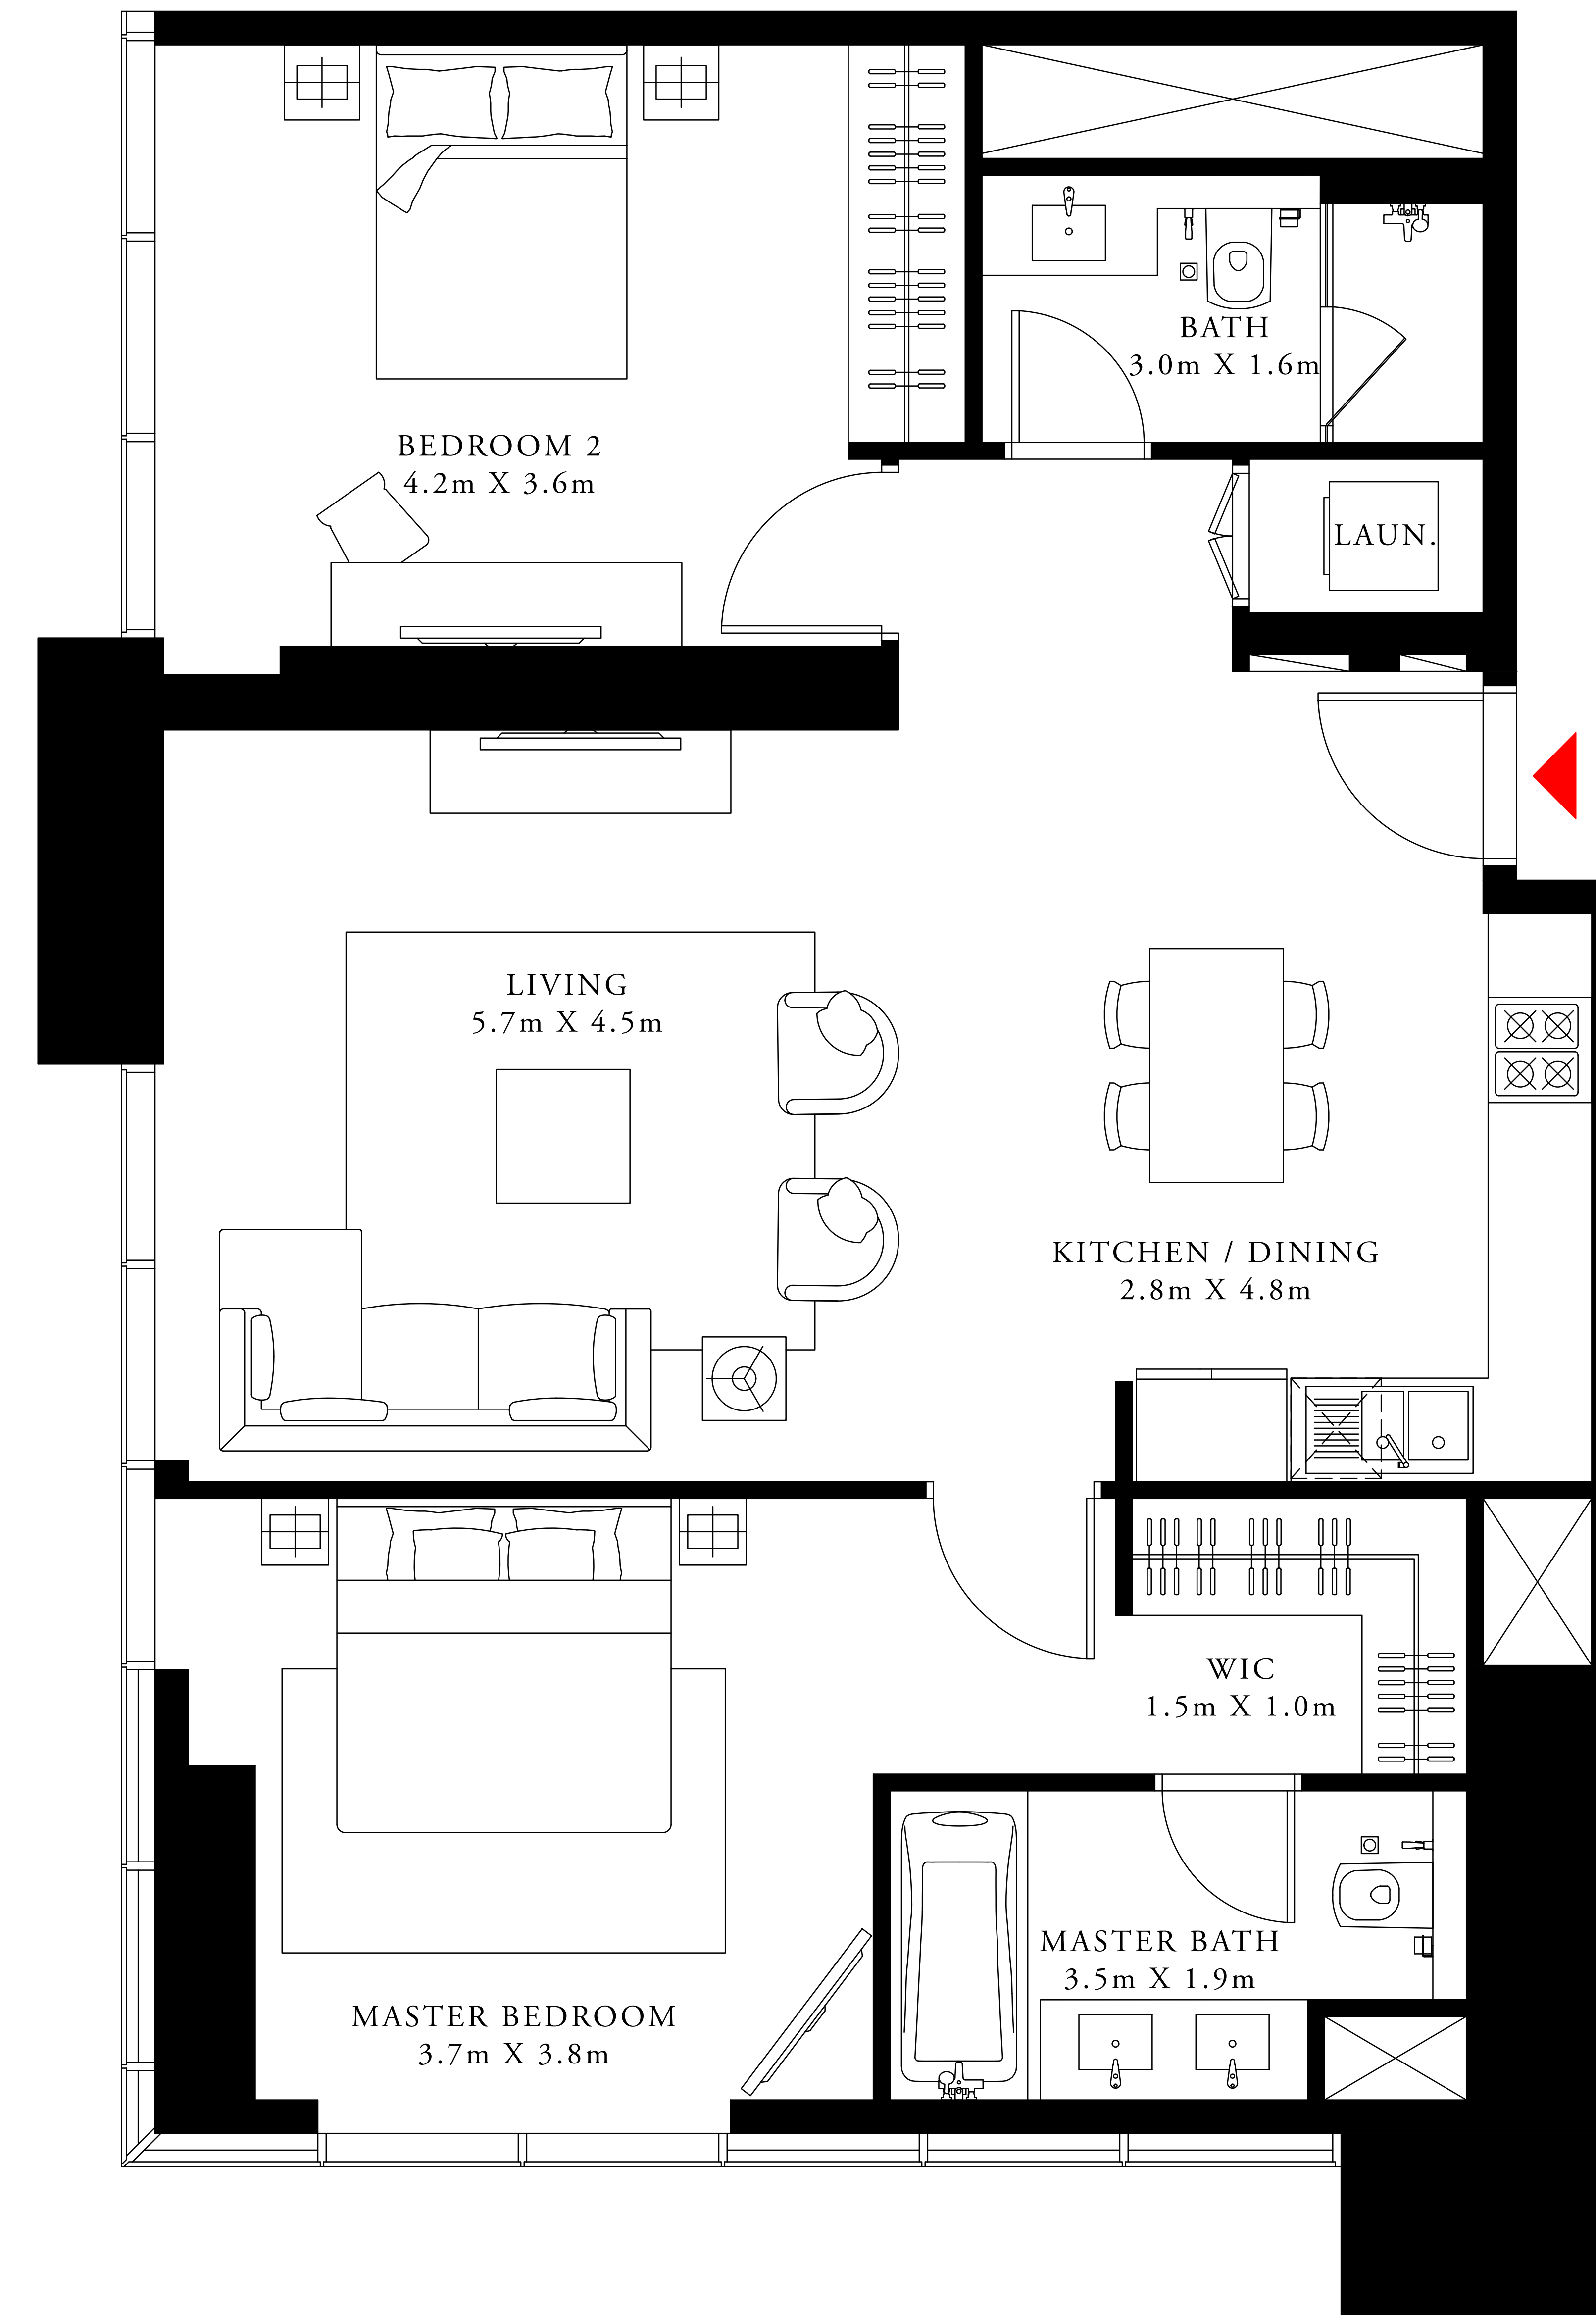 BATH
3.0m X 1.6m
BEDROOM 2
4.2m X 3.6m
LAUN.
LIVING
5.7m X 4.5m
KITCHEN / DINING
2.8m X 4.8m
WIC
1.5m X 1.0m
MASTER BATH
3.5m X 1.9m
MASTER BEDROOM
3.7m X 3.8m